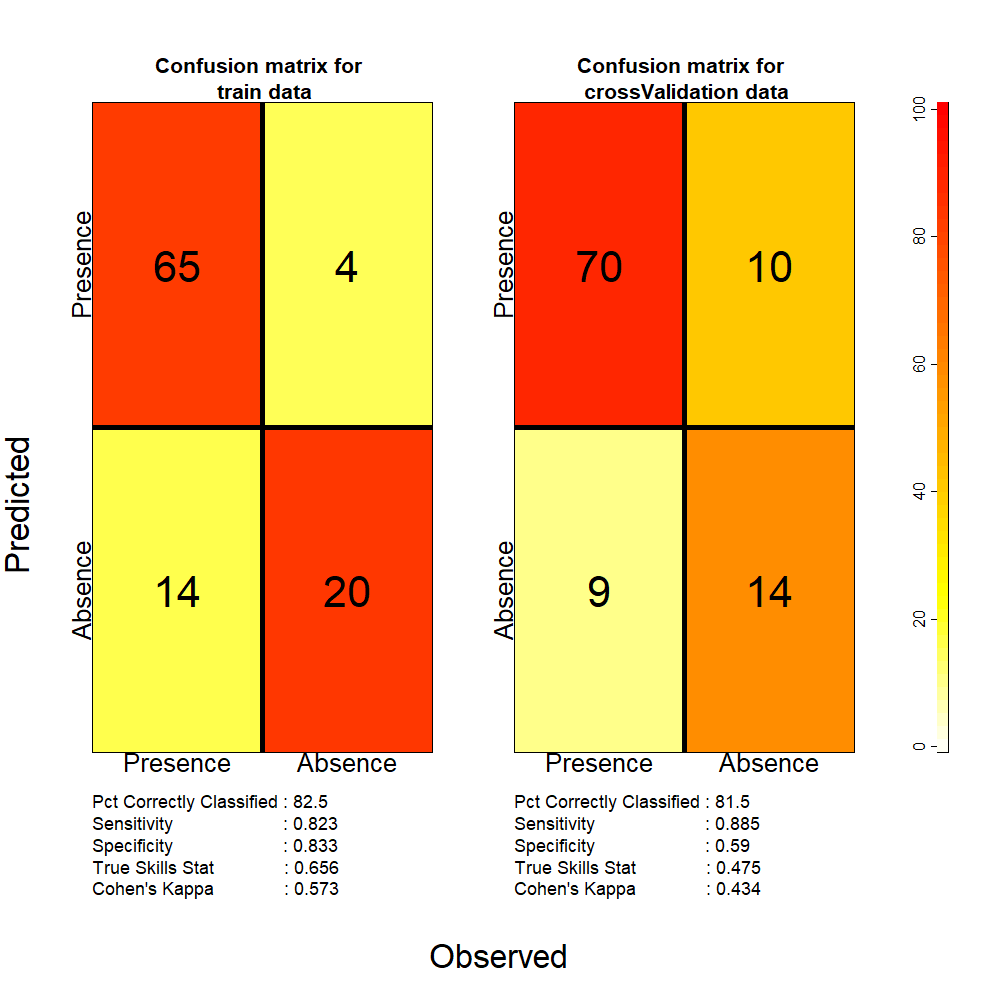 Confusion matrix for
train data
Presence
65
4
Absence
14
20
Presence Absence
Pct Correctly Classified : 82.5
Sensitivity : 0.823
Specificity : 0.833
True Skills Stat : 0.656
Cohen's Kappa : 0.573
Confusion matrix for
crossValidation data
Presence
70
10
Absence
9
14
Presence Absence
Pct Correctly Classified : 81.5
Sensitivity : 0.885
Specificity : 0.59
True Skills Stat : 0.475
Cohen's Kappa : 0.434
100
80
60
40
20
0
Predicted
Observed